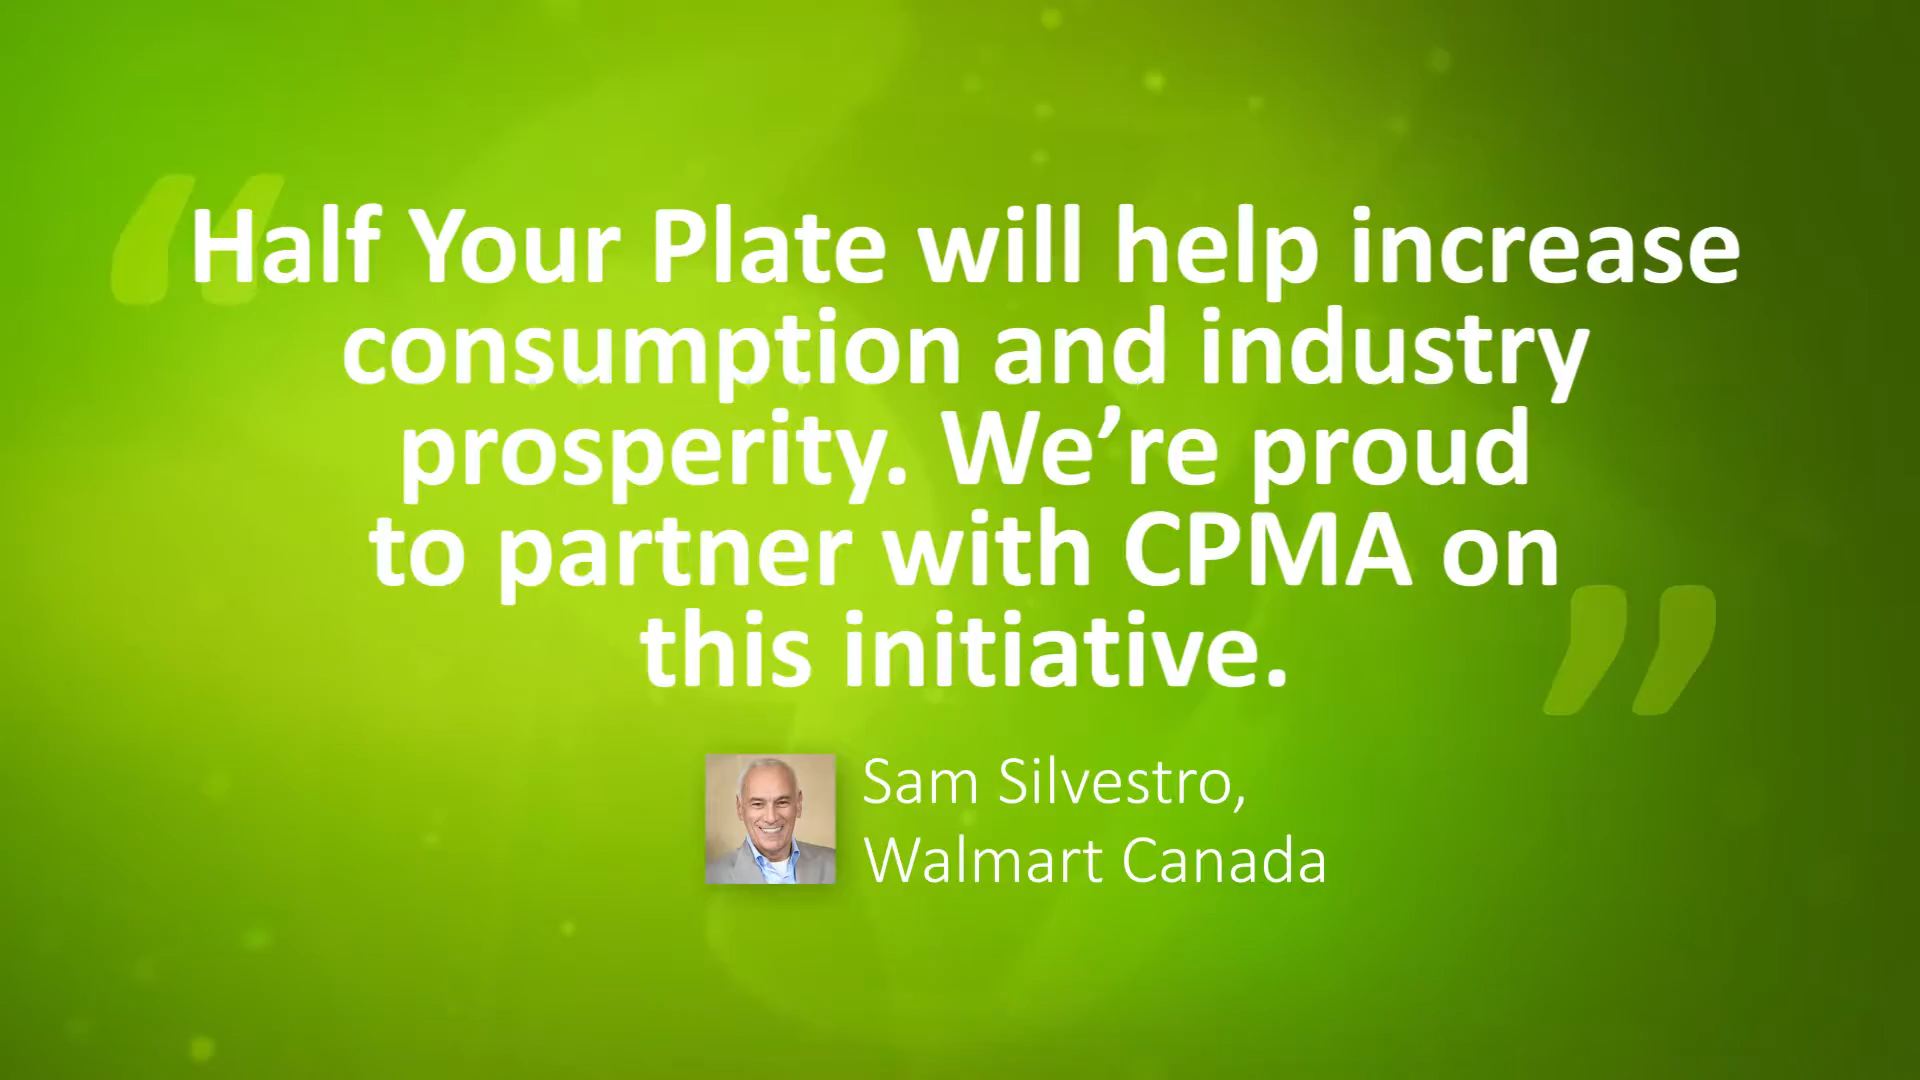 “Half Your Plate will help increase
consumption and industry
prosperity. We’re proud
to partner with CPMA on
this initiative.”
Sam Silvestro,
Walmart Canada